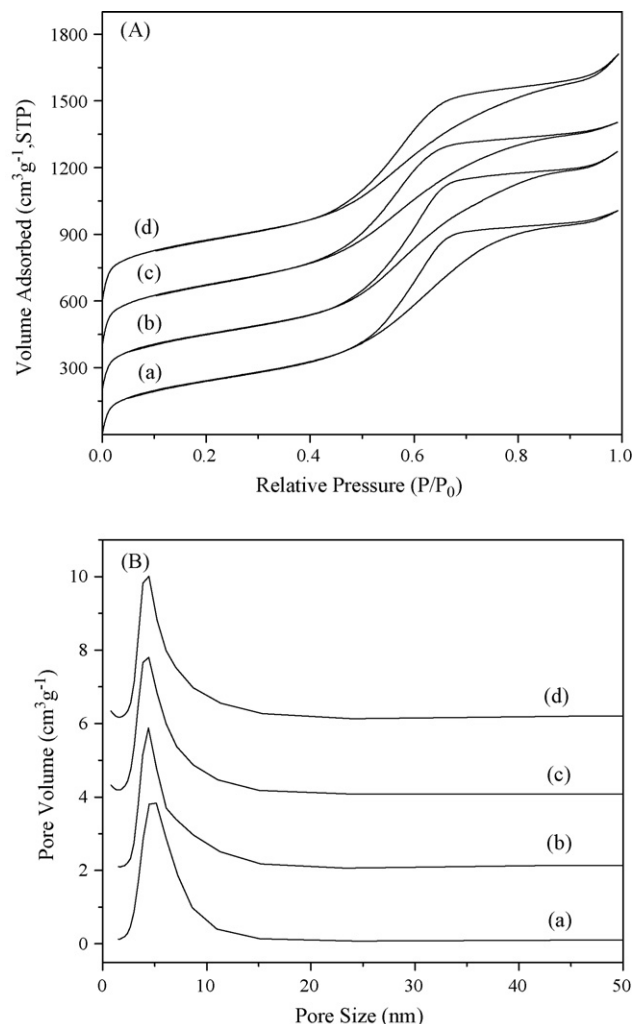 (A)
1800
1500
1200
900
600
300
Volume Adsorbed (cm³g⁻¹,STP)
(d)
(c)
(b)
(a)
0.0 0.2 0.4 0.6 0.8 1.0
Relative Pressure (P/P₀)
(B)
10
8
6
4
2
0
Pore Volume (cm³g⁻¹)
(d)
(c)
(b)
(a)
0 10 20 30 40 50
Pore Size (nm)